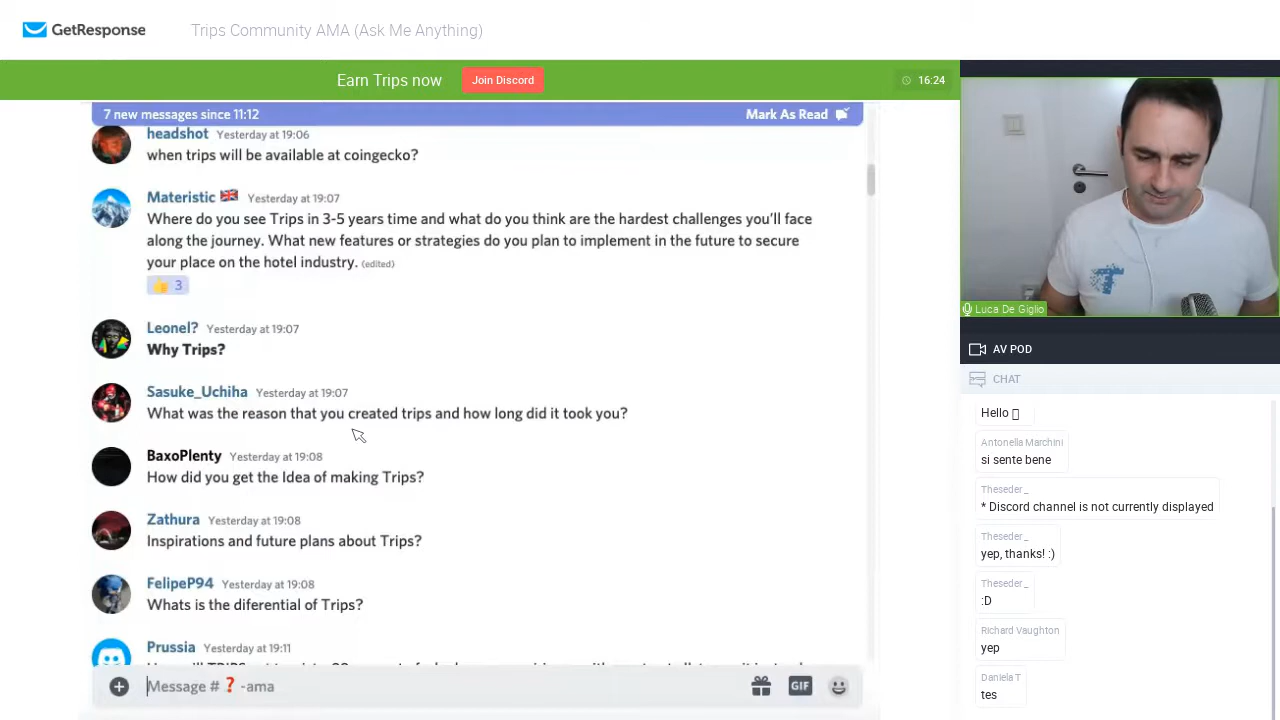 GetResponse
Trips Community AMA (Ask Me Anything)
Earn Trips now
Join Discord
16:24
7 new messages since 11:12
Mark As Read
headshot Yesterday at 19:06
when trips will be available at coingecko?
Materistic 🇬🇧 Yesterday at 19:07
Where do you see Trips in 3-5 years time and what do you think are the hardest challenges you'll face
along the journey. What new features or strategies do you plan to implement in the future to secure
your place on the hotel industry. (edited)
👍 3
Leonel? Yesterday at 19:07
Why Trips?
Sasuke_Uchiha Yesterday at 19:07
What was the reason that you created trips and how long did it took you?
BaxoPlenty Yesterday at 19:08
How did you get the Idea of making Trips?
Zathura Yesterday at 19:08
Inspirations and future plans about Trips?
FelipeP94 Yesterday at 19:08
Whats is the diferential of Trips?
Prussia Yesterday at 19:11
Message # ❓ -ama
GIF
Luca De Giglio
AV POD
CHAT
Hello
Antonella Marchini
si sente bene
Theseder_
* Discord channel is not currently displayed
Theseder_
yep, thanks! :)
Theseder_
:D
Richard Vaughton
yep
Daniela T
tes